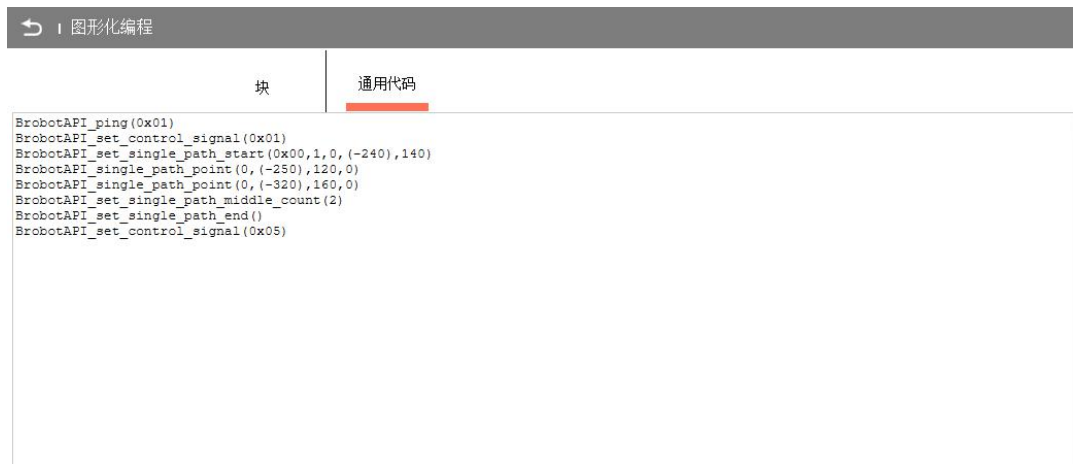 图形化编程
块
通用代码
BrobotAPI_ping(0x01)
BrobotAPI_set_control_signal(0x01)
BrobotAPI_set_single_path_start(0x00,1,0,(-240),140)
BrobotAPI_single_path_point(0,(-250),120,0)
BrobotAPI_single_path_point(0,(-320),160,0)
BrobotAPI_set_single_path_middle_count(2)
BrobotAPI_set_single_path_end()
BrobotAPI_set_control_signal(0x05)